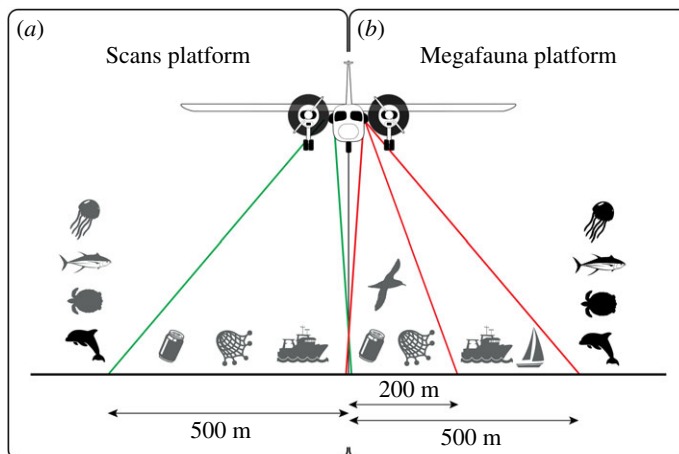 (a)
(b)
Scans platform
Megafauna platform
200 m
500 m
500 m